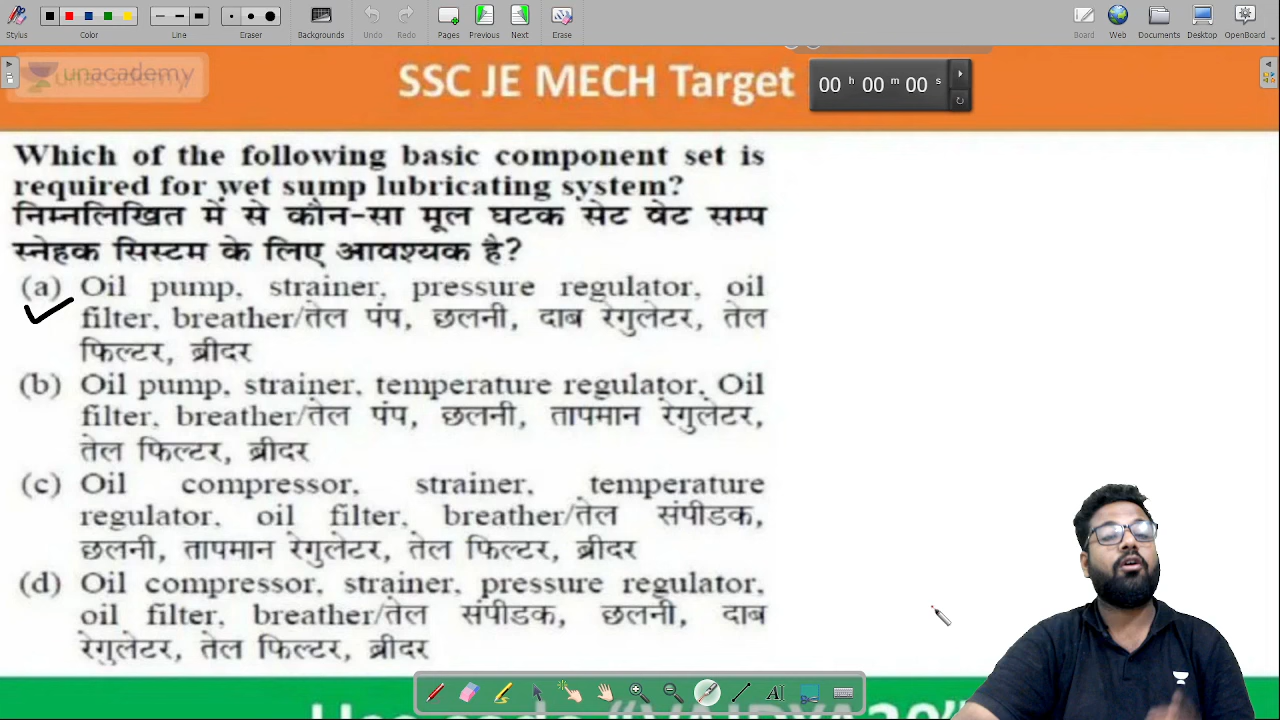 Stylus
Color
Line
Eraser
Backgrounds
Undo
Redo
Pages
Previous
Next
Erase
Board
Web
Documents
Desktop
OpenBoard
unacademy
SSC JE MECH Target
00 h 00 m 00 s
Which of the following basic component set is
required for wet sump lubricating system?
निम्नलिखित में से कौन-सा मूल घटक सेट वेट सम्प
स्नेहक सिस्टम के लिए आवश्यक है?
(a) Oil pump, strainer, pressure regulator, oil
filter, breather/तेल पंप, छलनी, दाब रेगुलेटर, तेल
फिल्टर, ब्रीदर
(b) Oil pump, strainer, temperature regulator, Oil
filter, breather/तेल पंप, छलनी, तापमान रेगुलेटर,
तेल फिल्टर, ब्रीदर
(c) Oil compressor, strainer, temperature
regulator, oil filter, breather/तेल संपीडक,
छलनी, तापमान रेगुलेटर, तेल फिल्टर, ब्रीदर
(d) Oil compressor, strainer, pressure regulator,
oil filter, breather/तेल संपीडक, छलनी, दाब
रेगुलेटर, तेल फिल्टर, ब्रीदर